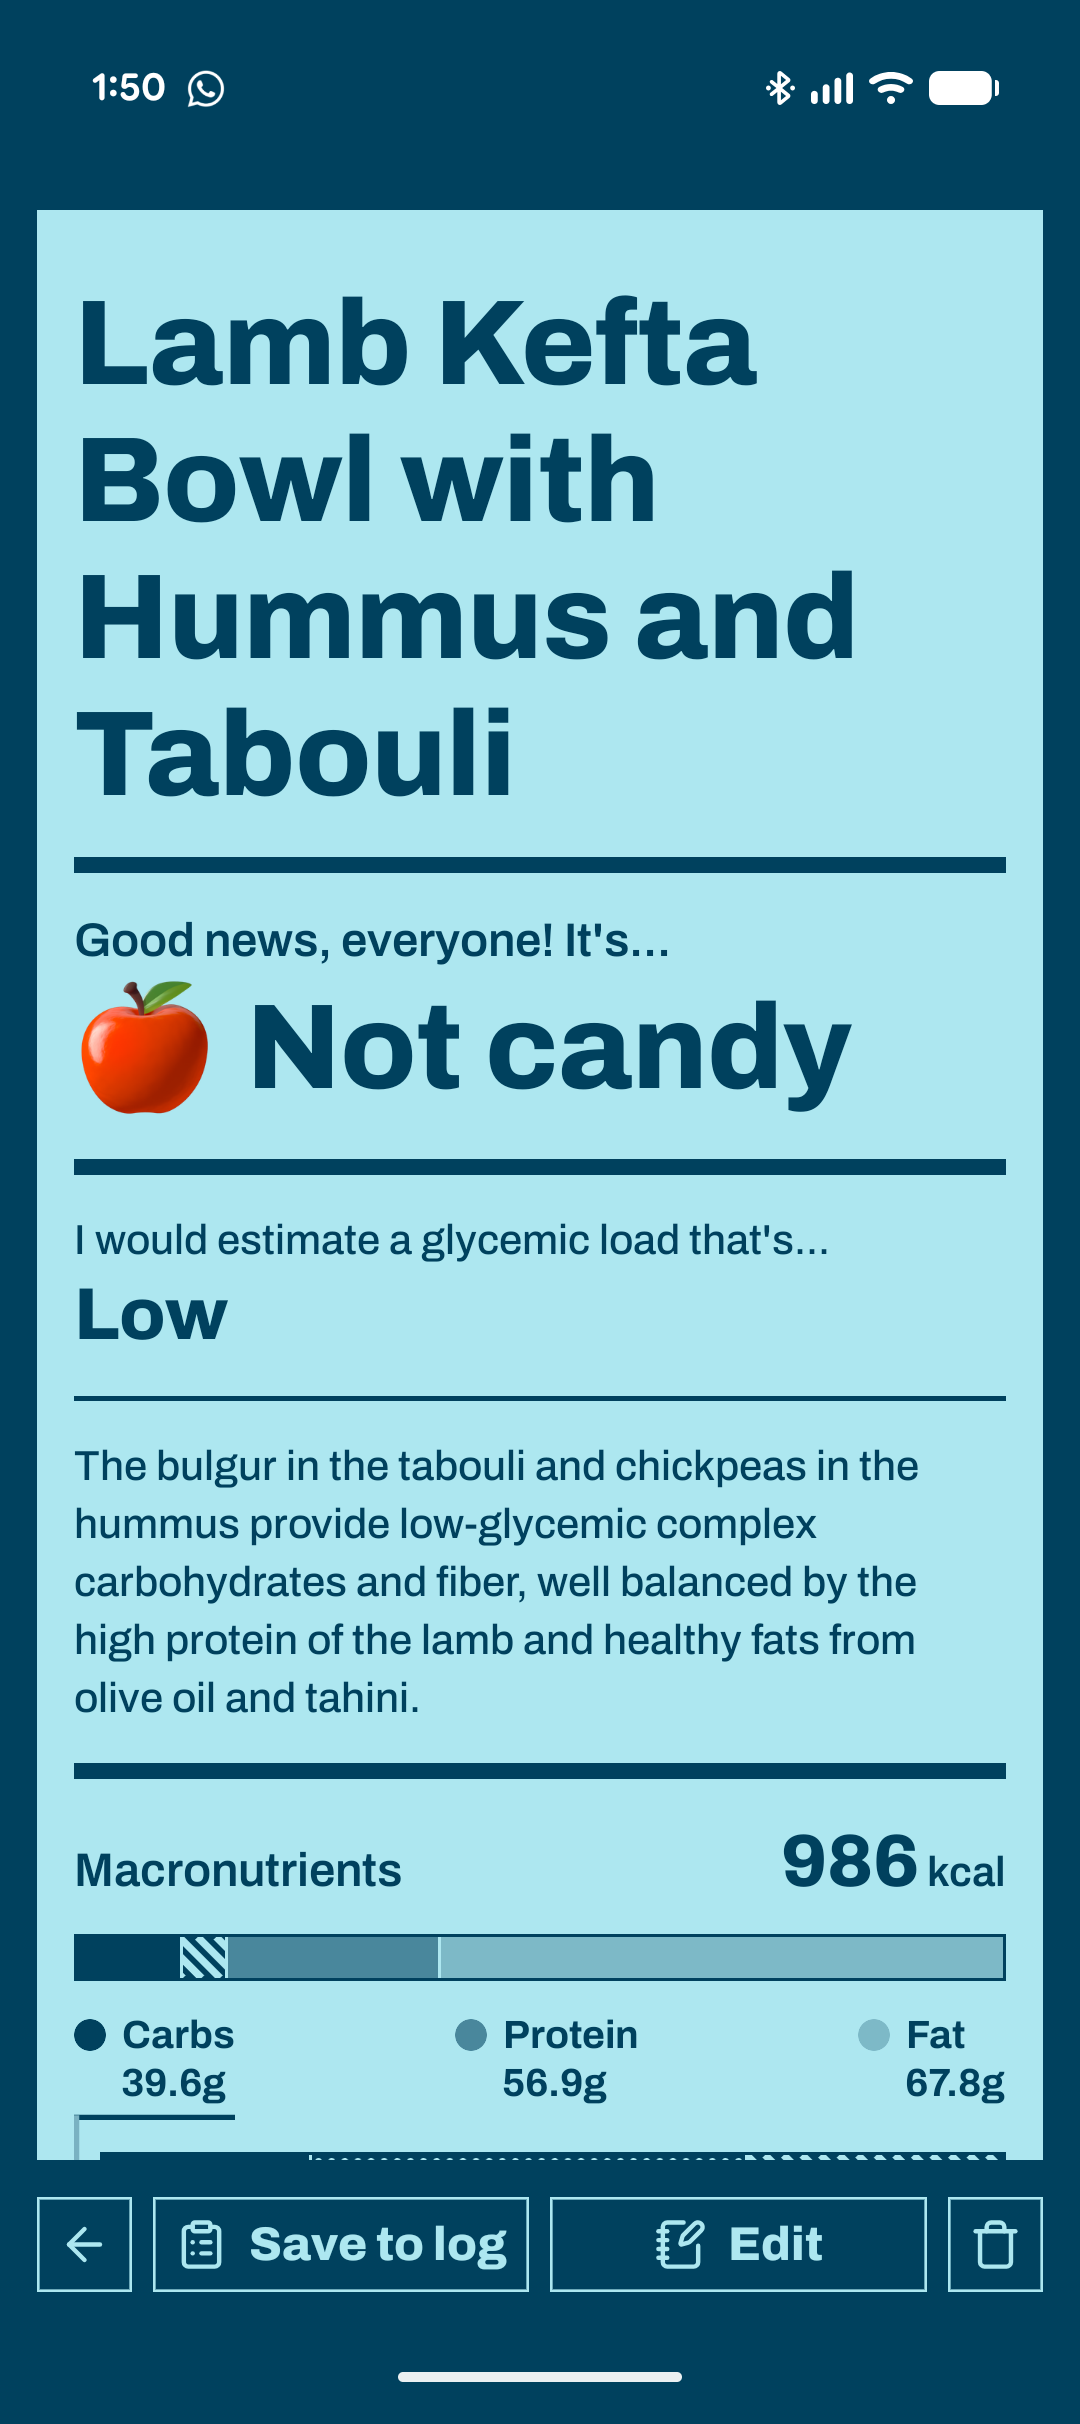 1:50
Lamb Kefta
Bowl with
Hummus and
Tabouli
Good news, everyone! It's...
Not candy
I would estimate a glycemic load that's...
Low
The bulgur in the tabouli and chickpeas in the
hummus provide low-glycemic complex
carbohydrates and fiber, well balanced by the
high protein of the lamb and healthy fats from
olive oil and tahini.
Macronutrients 986 kcal
Carbs Protein Fat
39.6g 56.9g 67.8g
Save to log Edit